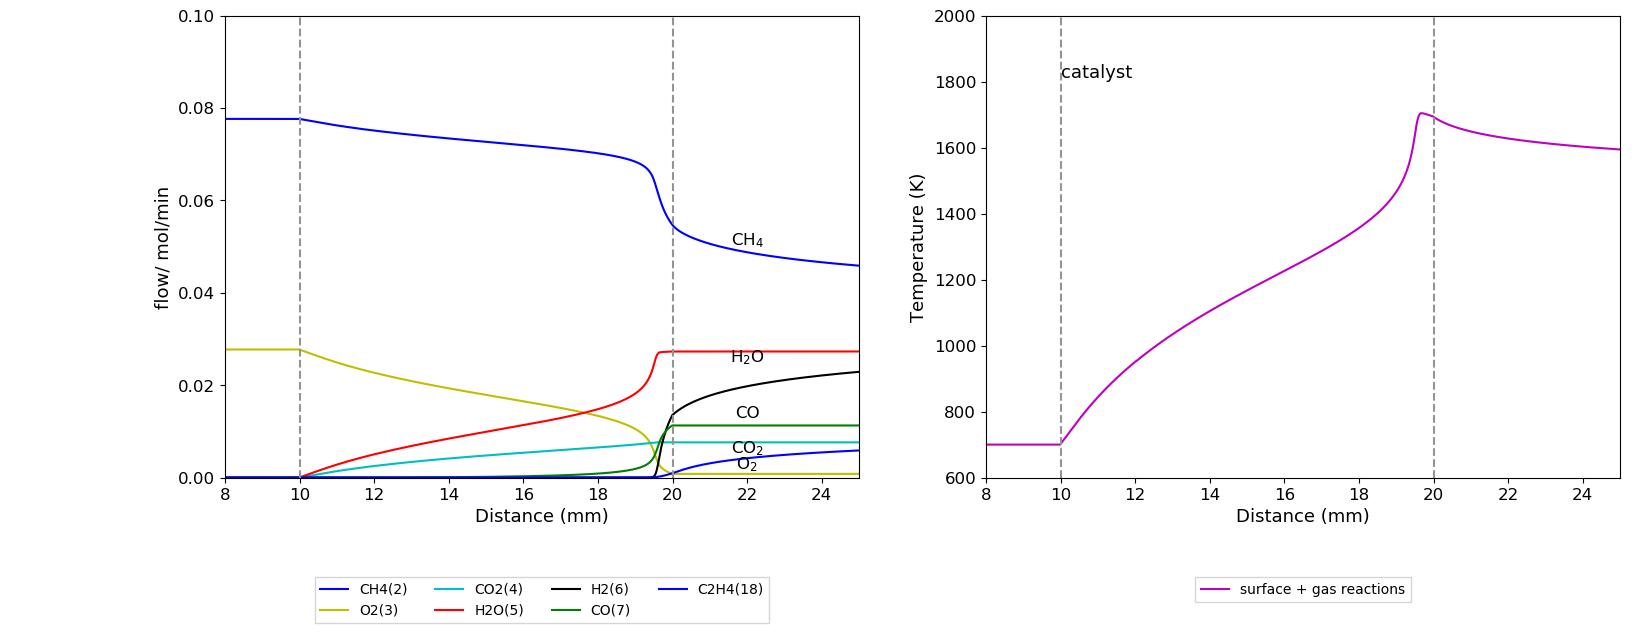 0.10
0.08
0.06
0.04
0.02
0.00
flow/ mol/min
CH₄
H₂O
CO
CO₂
O₂
8 10 12 14 16 18 20 22 24
Distance (mm)
CH4(2) CO2(4) H2(6) C2H4(18)
O2(3) H2O(5) CO(7)
2000
1800
1600
1400
1200
1000
800
600
Temperature (K)
catalyst
8 10 12 14 16 18 20 22 24
Distance (mm)
surface + gas reactions